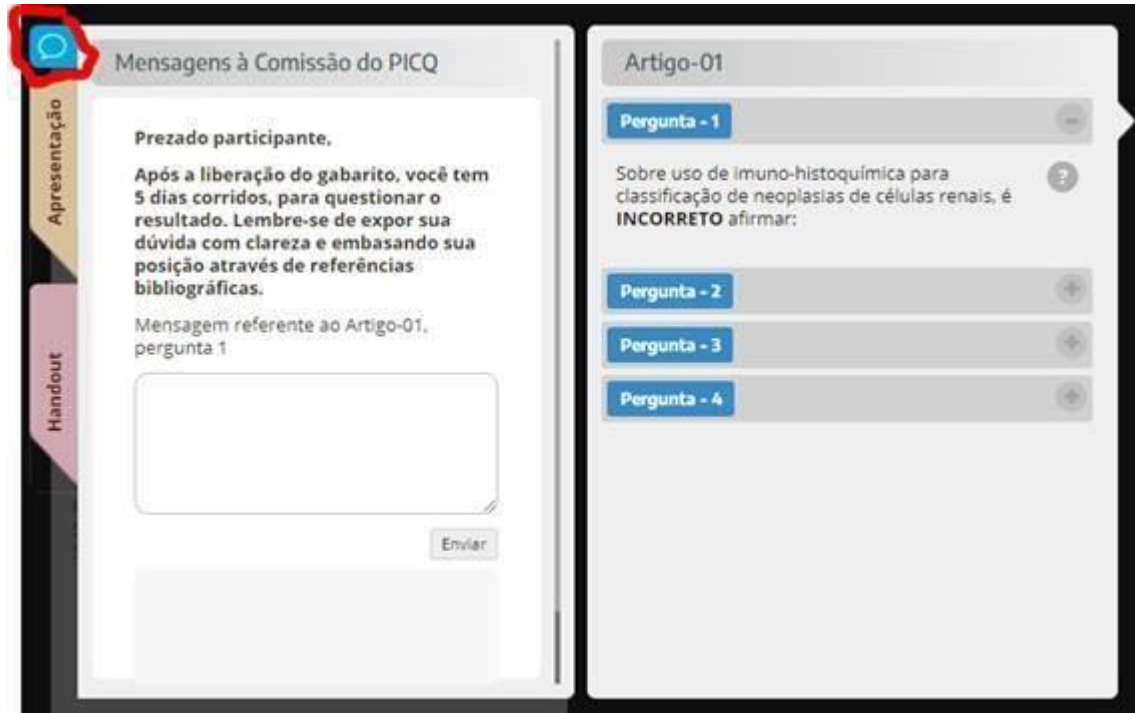 Apresentação
Handout
Mensagens à Comissão do PICQ
Prezado participante,
Após a liberação do gabarito, você tem
5 dias corridos, para questionar o
resultado. Lembre-se de expor sua
dúvida com clareza e embasando sua
posição através de referências
bibliográficas.
Mensagem referente ao Artigo-01,
pergunta 1
Enviar
Artigo-01
Pergunta - 1
Sobre uso de imuno-histoquímica para
classificação de neoplasias de células renais, é
INCORRETO afirmar:
Pergunta - 2
Pergunta - 3
Pergunta - 4